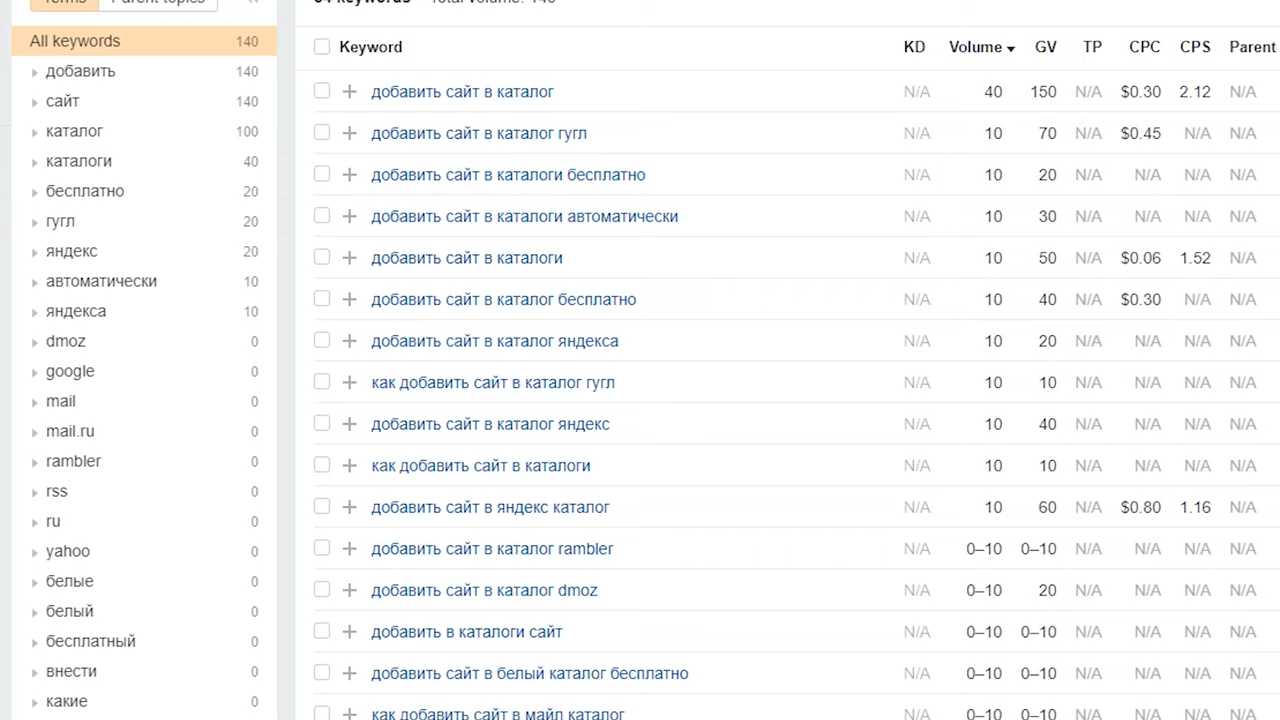 Terms Parent topics
64 keywords Total volume: 140
All keywords 140
добавить 140
сайт 140
каталог 100
каталоги 40
бесплатно 20
гугл 20
яндекс 20
автоматически 10
яндекса 10
dmoz 0
google 0
mail 0
mail.ru 0
rambler 0
rss 0
ru 0
yahoo 0
белые 0
белый 0
бесплатный 0
внести 0
какие 0
Keyword KD Volume GV TP CPC CPS Parent
добавить сайт в каталог N/A 40 150 N/A $0.30 2.12 N/A
добавить сайт в каталог гугл N/A 10 70 N/A $0.45 N/A N/A
добавить сайт в каталоги бесплатно N/A 10 20 N/A N/A N/A N/A
добавить сайт в каталоги автоматически N/A 10 30 N/A N/A N/A N/A
добавить сайт в каталоги N/A 10 50 N/A $0.06 1.52 N/A
добавить сайт в каталог бесплатно N/A 10 40 N/A $0.30 N/A N/A
добавить сайт в каталог яндекса N/A 10 20 N/A N/A N/A N/A
как добавить сайт в каталог гугл N/A 10 10 N/A N/A N/A N/A
добавить сайт в каталог яндекс N/A 10 40 N/A N/A N/A N/A
как добавить сайт в каталоги N/A 10 10 N/A N/A N/A N/A
добавить сайт в яндекс каталог N/A 10 60 N/A $0.80 1.16 N/A
добавить сайт в каталог rambler N/A 0–10 0–10 N/A N/A N/A N/A
добавить сайт в каталог dmoz N/A 0–10 20 N/A N/A N/A N/A
добавить в каталоги сайт N/A 0–10 0–10 N/A N/A N/A N/A
добавить сайт в белый каталог бесплатно N/A 0–10 0–10 N/A N/A N/A N/A
как добавить сайт в майл каталог N/A 0–10 0–10 N/A N/A N/A N/A